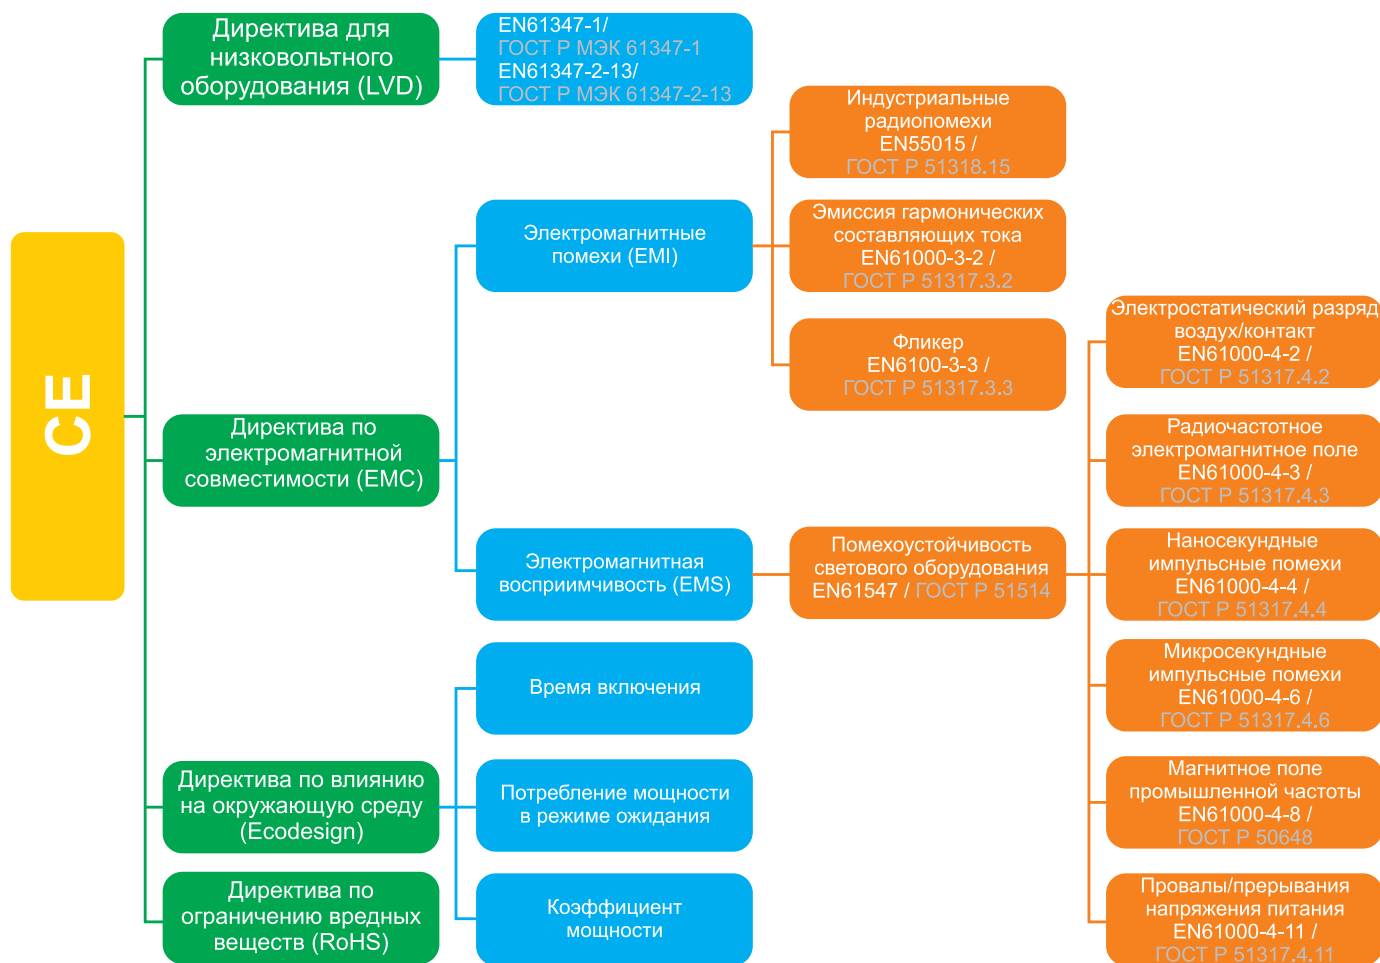 CE
Директива для
низковольтного
оборудования (LVD)
EN61347-1/
ГОСТ Р МЭК 61347-1
EN61347-2-13/
ГОСТ Р МЭК 61347-2-13
Директива по
электромагнитной
совместимости (EMC)
Электромагнитные
помехи (EMI)
Индустриальные
радиопомехи
EN55015 /
ГОСТ Р 51318.15
Эмиссия гармонических
составляющих тока
EN61000-3-2 /
ГОСТ Р 51317.3.2
Фликер
EN6100-3-3 /
ГОСТ Р 51317.3.3
Электромагнитная
восприимчивость (EMS)
Помехоустойчивость
светового оборудования
EN61547 / ГОСТ Р 51514
Электростатический разряд
воздух/контакт
EN61000-4-2 /
ГОСТ Р 51317.4.2
Радиочастотное
электромагнитное поле
EN61000-4-3 /
ГОСТ Р 51317.4.3
Наносекундные
импульсные помехи
EN61000-4-4 /
ГОСТ Р 51317.4.4
Микросекундные
импульсные помехи
EN61000-4-6 /
ГОСТ Р 51317.4.6
Магнитное поле
промышленной частоты
EN61000-4-8 /
ГОСТ Р 50648
Провалы/прерывания
напряжения питания
EN61000-4-11 /
ГОСТ Р 51317.4.11
Директива по влиянию
на окружающую среду
(Ecodesign)
Время включения
Потребление мощности
в режиме ожидания
Коэффициент
мощности
Директива по
ограничению вредных
веществ (RoHS)